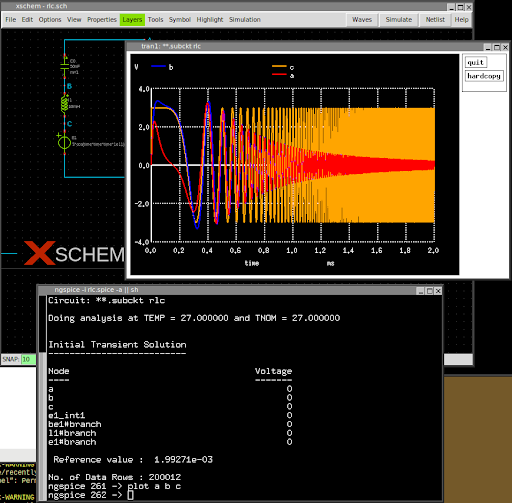 xschem - rlc.sch
File Edit Options View Properties Layers Tools Symbol Highlight Simulation Waves Simulate Netlist Help
tran1: **.subckt rlc
quit
hardcopy
V b c
a
4.0
2.0
0.0
-2.0
-4.0
0.0 0.2 0.4 0.6 0.8 1.0 1.2 1.4 1.6 1.8 2.0
time ms
B
L
C
XSCHEM
SNAP: 10
ngspice -i rlc.spice -a || sh
Circuit: **.subckt rlc
Doing analysis at TEMP = 27.000000 and TNOM = 27.000000
Initial Transient Solution
--------------------------
Node Voltage
---- -------
a 0
b 0
c 0
e1_int1 0
be1#branch 0
l1#branch 0
e1#branch 0
Reference value : 1.99271e-03
No. of Data Rows : 200012
ngspice 261 -> plot a b c
ngspice 262 ->
-WARNING
e/recently
el": Perm
-WARNING